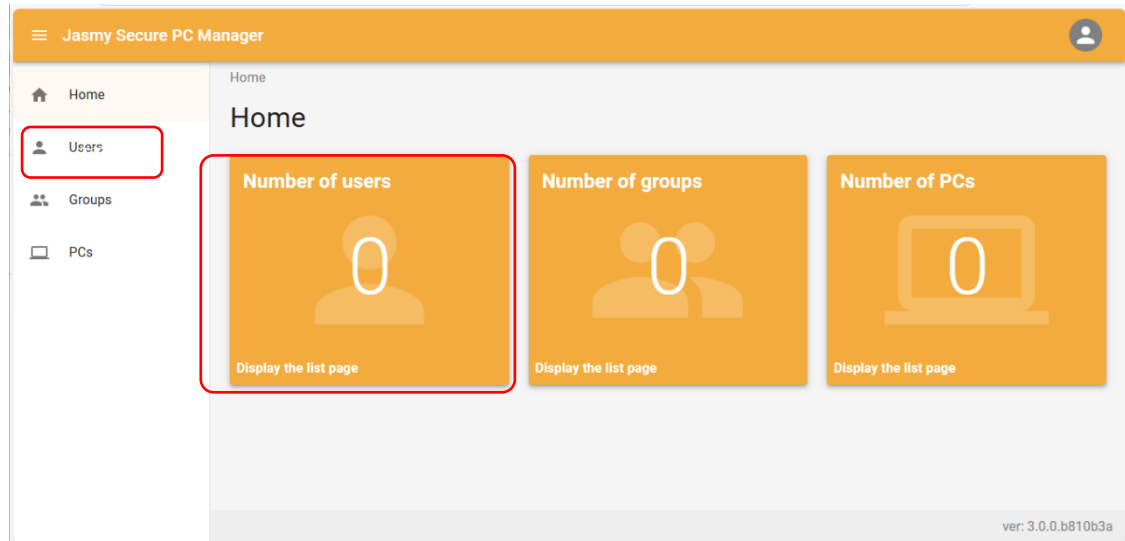 Jasmy Secure PC Manager
Home
Users
Groups
PCs
Home
Home
Number of users
0
Display the list page
Number of groups
0
Display the list page
Number of PCs
0
Display the list page
ver: 3.0.0.b810b3a